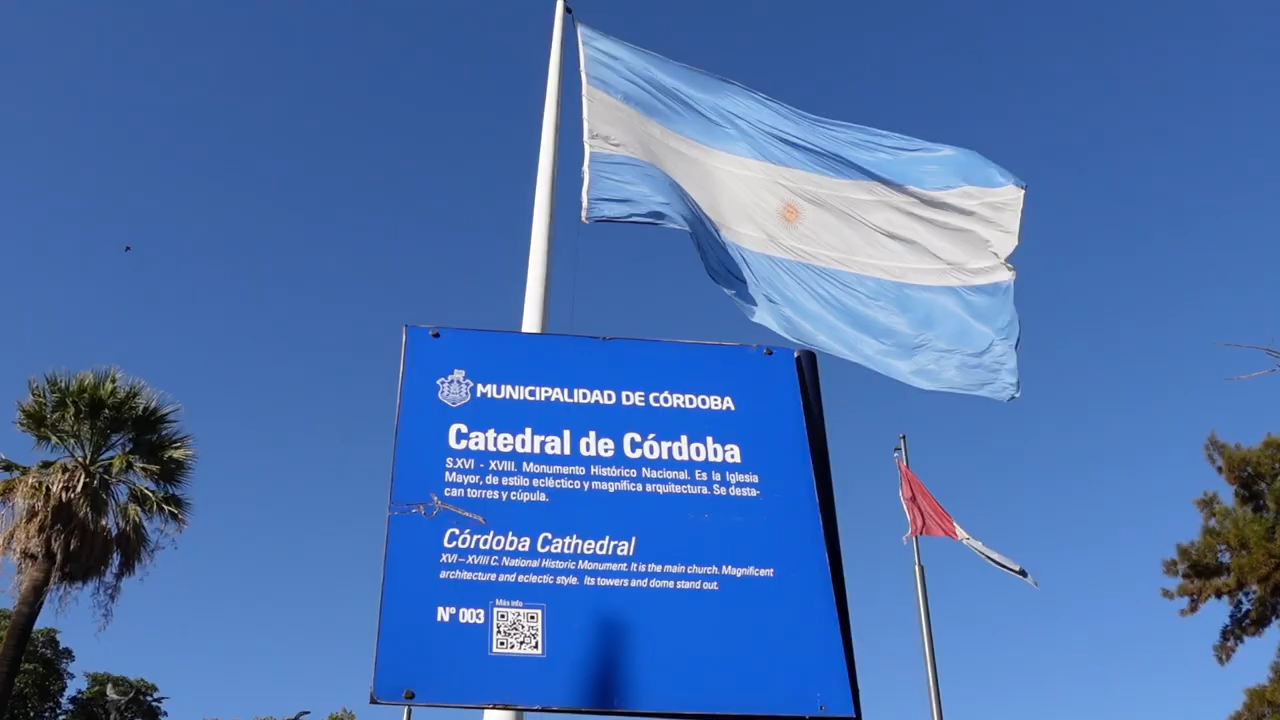 MUNICIPALIDAD DE CÓRDOBA
Catedral de Córdoba
S.XVI - XVIII. Monumento Histórico Nacional. Es la Iglesia
Mayor, de estilo ecléctico y magnífica arquitectura. Se desta-
can torres y cúpula.
Córdoba Cathedral
XVI – XVIII C. National Historic Monument. It is the main church. Magnificent
architecture and eclectic style. Its towers and dome stand out.
Más info
N° 003